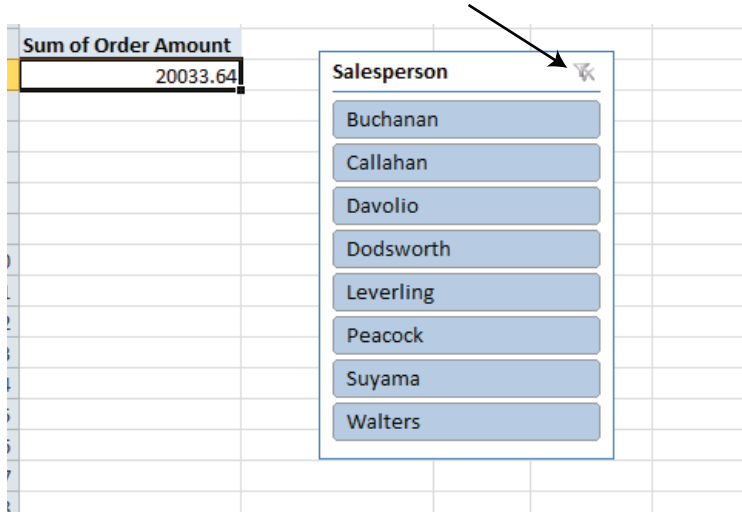 Sum of Order Amount
20033.64
Salesperson
Buchanan
Callahan
Davolio
Dodsworth
Leverling
Peacock
Suyama
Walters